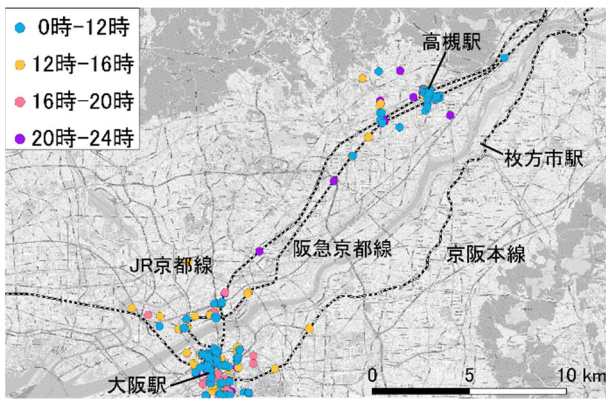 0時-12時
12時-16時
16時-20時
20時-24時
高槻駅
枚方市駅
阪急京都線
京阪本線
JR京都線
大阪駅
0 5 10 km